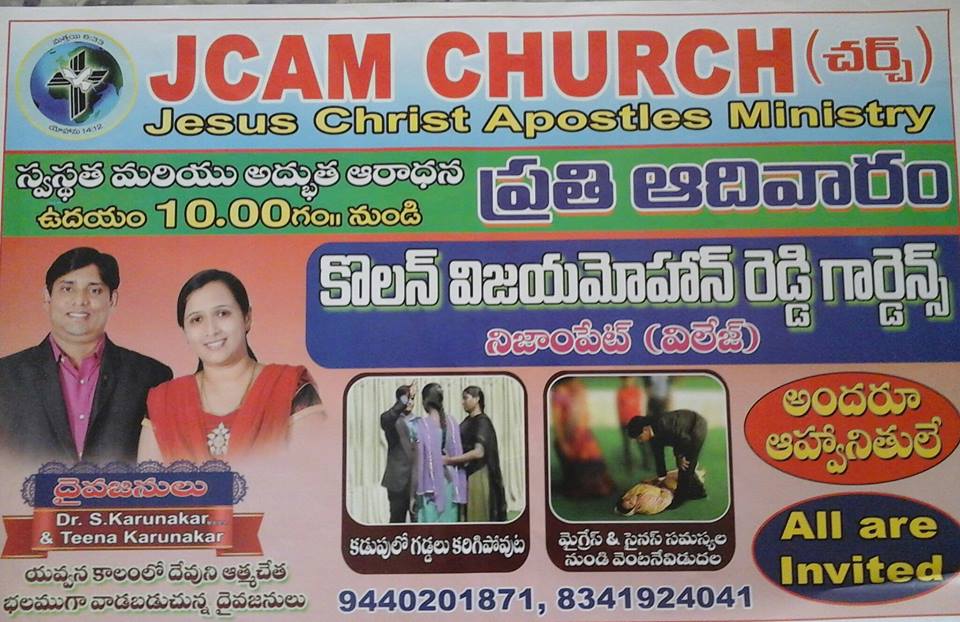 మత్తయి 6:33
యోహాను 14:12
JCAM CHURCH (చర్చ్)
Jesus Christ Apostles Ministry
స్వస్థత మరియు అద్భుత ఆరాధన
ఉదయం 10.00గం॥ నుండి
ప్రతి ఆదివారం
కొలన్ విజయమోహాన్ రెడ్డి గార్డెన్స్
నిజాంపేట్ (విలేజ్)
దైవజనులు
Dr. S.Karunakar
& Teena Karunakar
యవ్వన కాలంలో దేవుని ఆత్మచేత
భలముగా వాడబడుచున్న దైవజనులు
కడుపులో గడ్డలు కరిగిపోవుట
మైగ్రేన్ & సైనస్ సమస్యల
నుండి వెంటనేవిడుదల
అందరూ
ఆహ్వానితులే
All are
Invited
9440201871, 8341924041